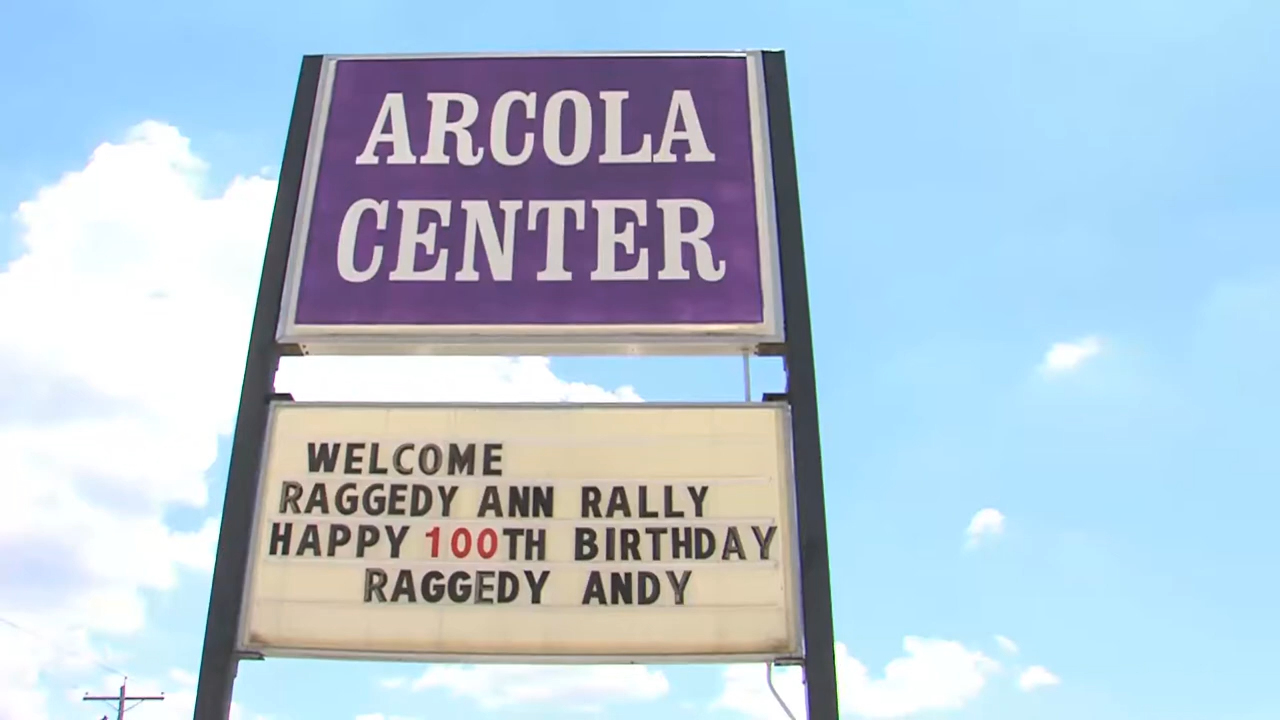 ARCOLA
CENTER
WELCOME
RAGGEDY ANN RALLY
HAPPY 100TH BIRTHDAY
RAGGEDY ANDY